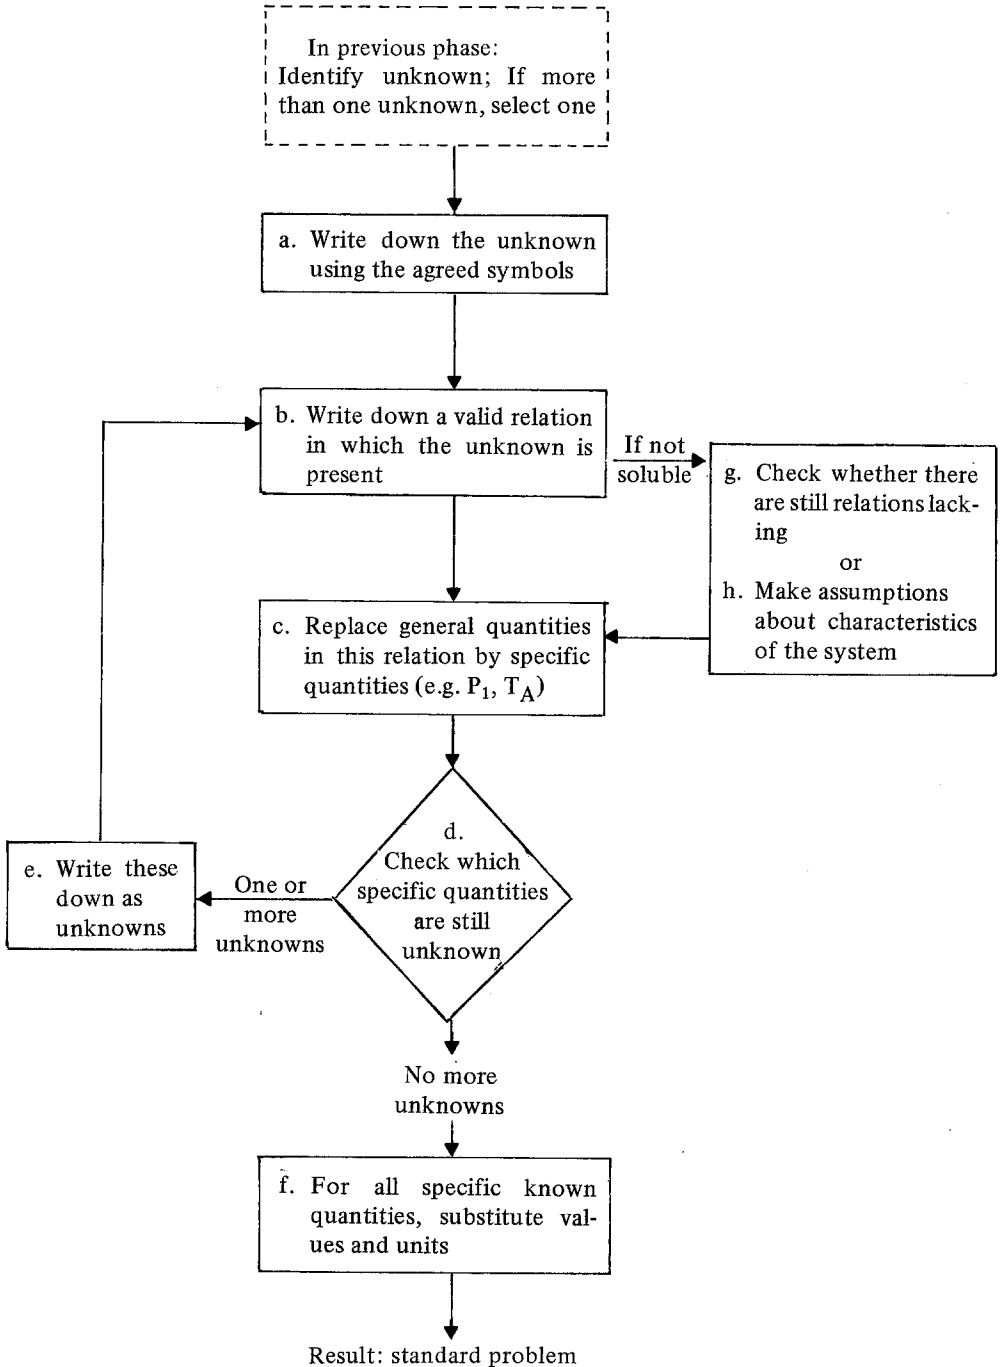 In previous phase:
Identify unknown; If more
than one unknown, select one
a. Write down the unknown
using the agreed symbols
b. Write down a valid relation
in which the unknown is
present
If not
soluble
g. Check whether there
are still relations lack-
ing
or
h. Make assumptions
about characteristics
of the system
c. Replace general quantities
in this relation by specific
quantities (e.g. P₁, T_A)
d.
Check which
specific quantities
are still
unknown
One or
more
unknowns
e. Write these
down as
unknowns
No more
unknowns
f. For all specific known
quantities, substitute val-
ues and units
Result: standard problem